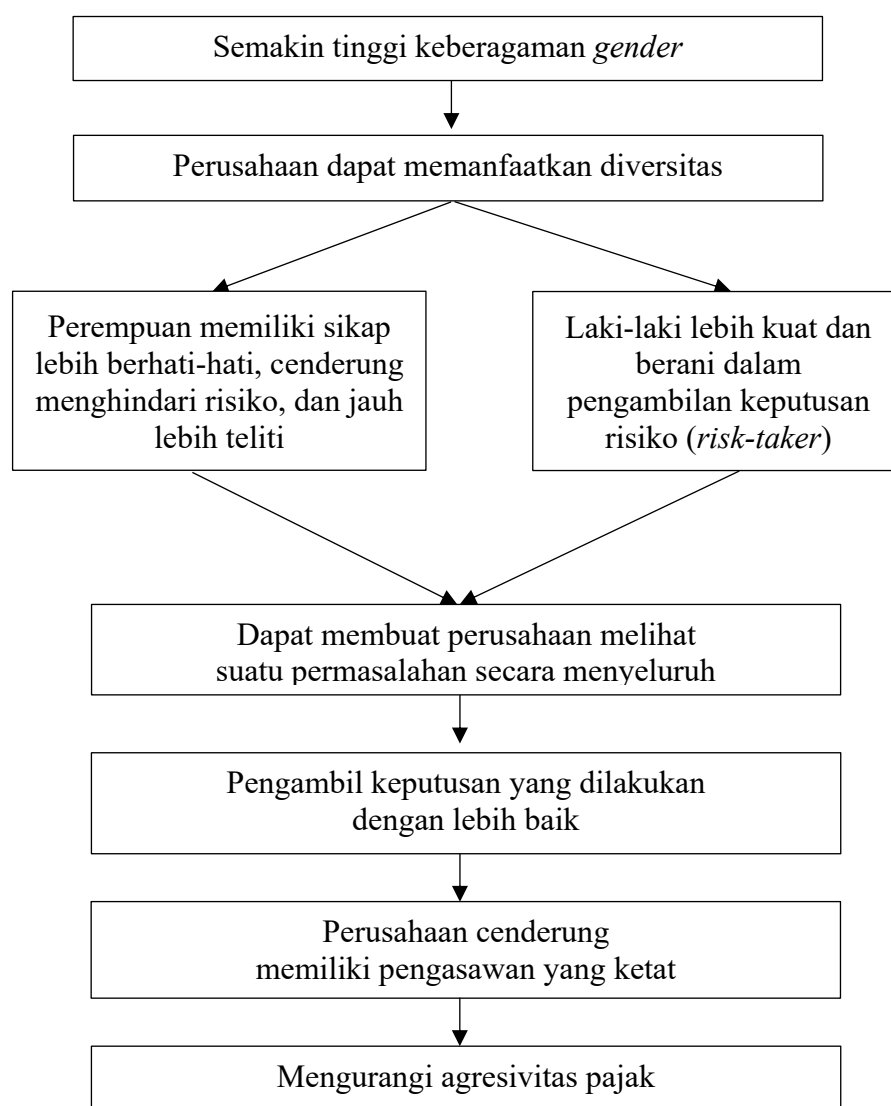 Semakin tinggi keberagaman gender
Perusahaan dapat memanfaatkan diversitas
Perempuan memiliki sikap
lebih berhati-hati, cenderung
menghindari risiko, dan jauh
lebih teliti
Laki-laki lebih kuat dan
berani dalam
pengambilan keputusan
risiko (risk-taker)
Dapat membuat perusahaan melihat
suatu permasalahan secara menyeluruh
Pengambil keputusan yang dilakukan
dengan lebih baik
Perusahaan cenderung
memiliki pengasawan yang ketat
Mengurangi agresivitas pajak